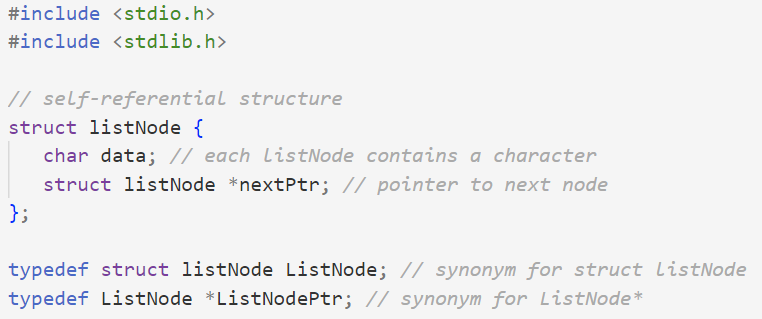 #include <stdio.h>
#include <stdlib.h>
// self-referential structure
struct listNode {
char data; // each listNode contains a character
struct listNode *nextPtr; // pointer to next node
};
typedef struct listNode ListNode; // synonym for struct listNode
typedef ListNode *ListNodePtr; // synonym for ListNode*